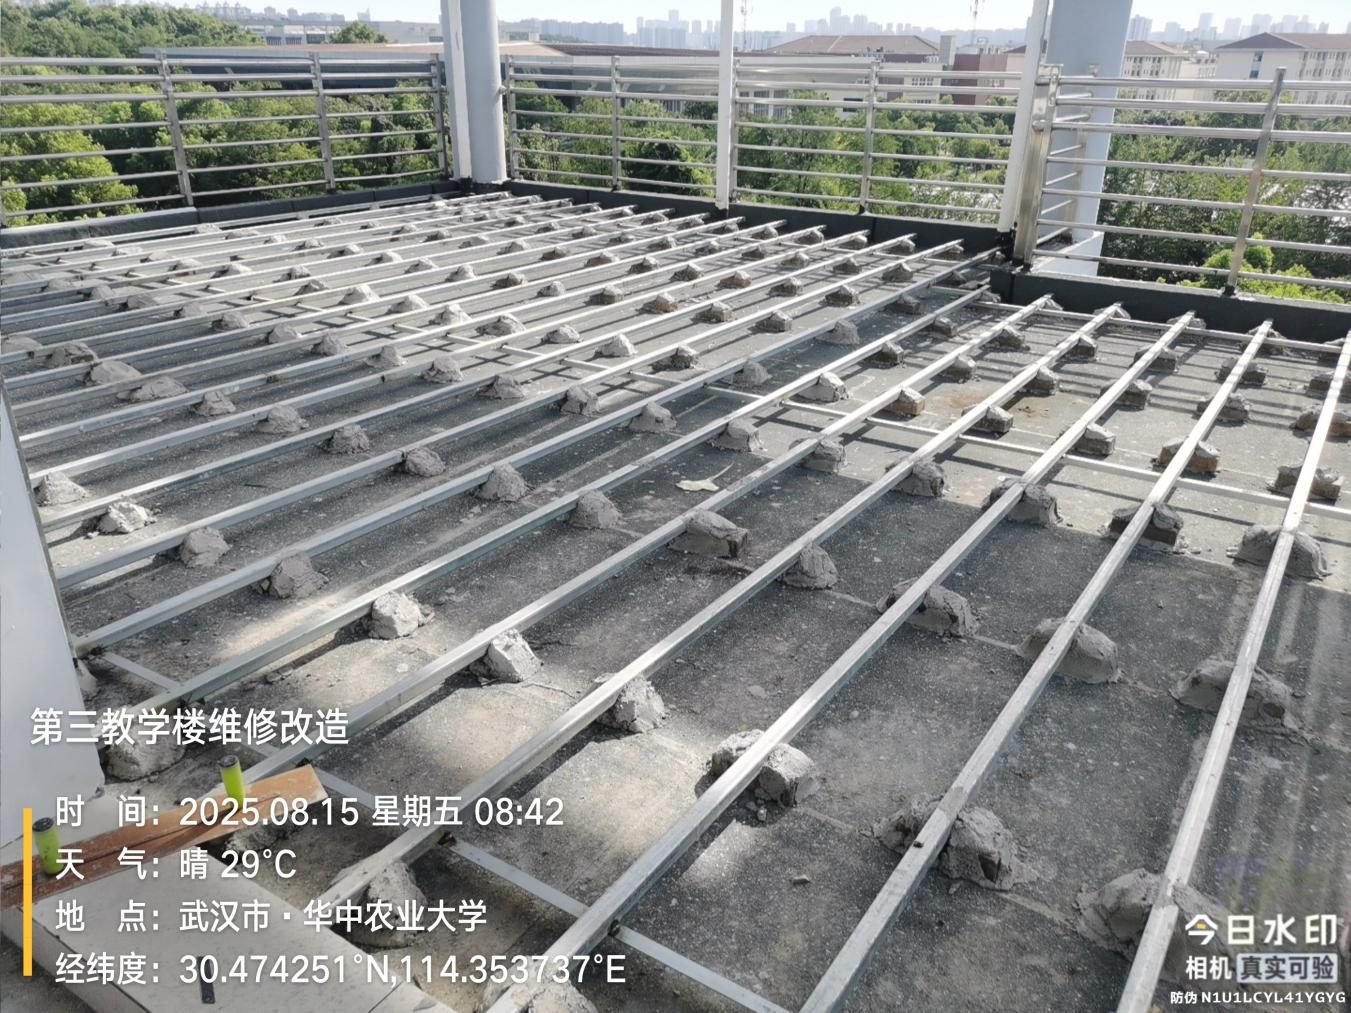 第三教学楼维修改造
时 间：2025.08.15 星期五 08:42
天 气：晴 29°C
地 点：武汉市·华中农业大学
经纬度：30.474251°N,114.353737°E
今日水印
相机 真实可验
防伪 N1U1LCYL41YGYG